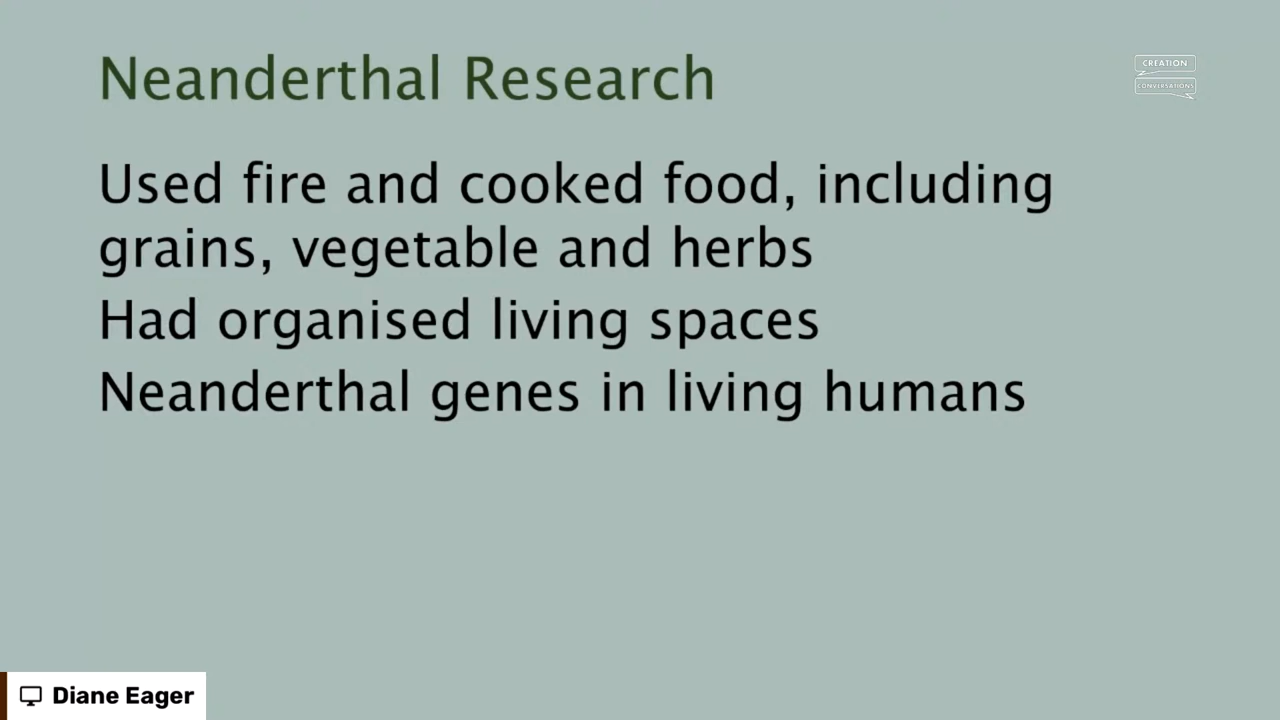 Neanderthal Research
CREATION
CONVERSATIONS
Used fire and cooked food, including
grains, vegetable and herbs
Had organised living spaces
Neanderthal genes in living humans
Diane Eager